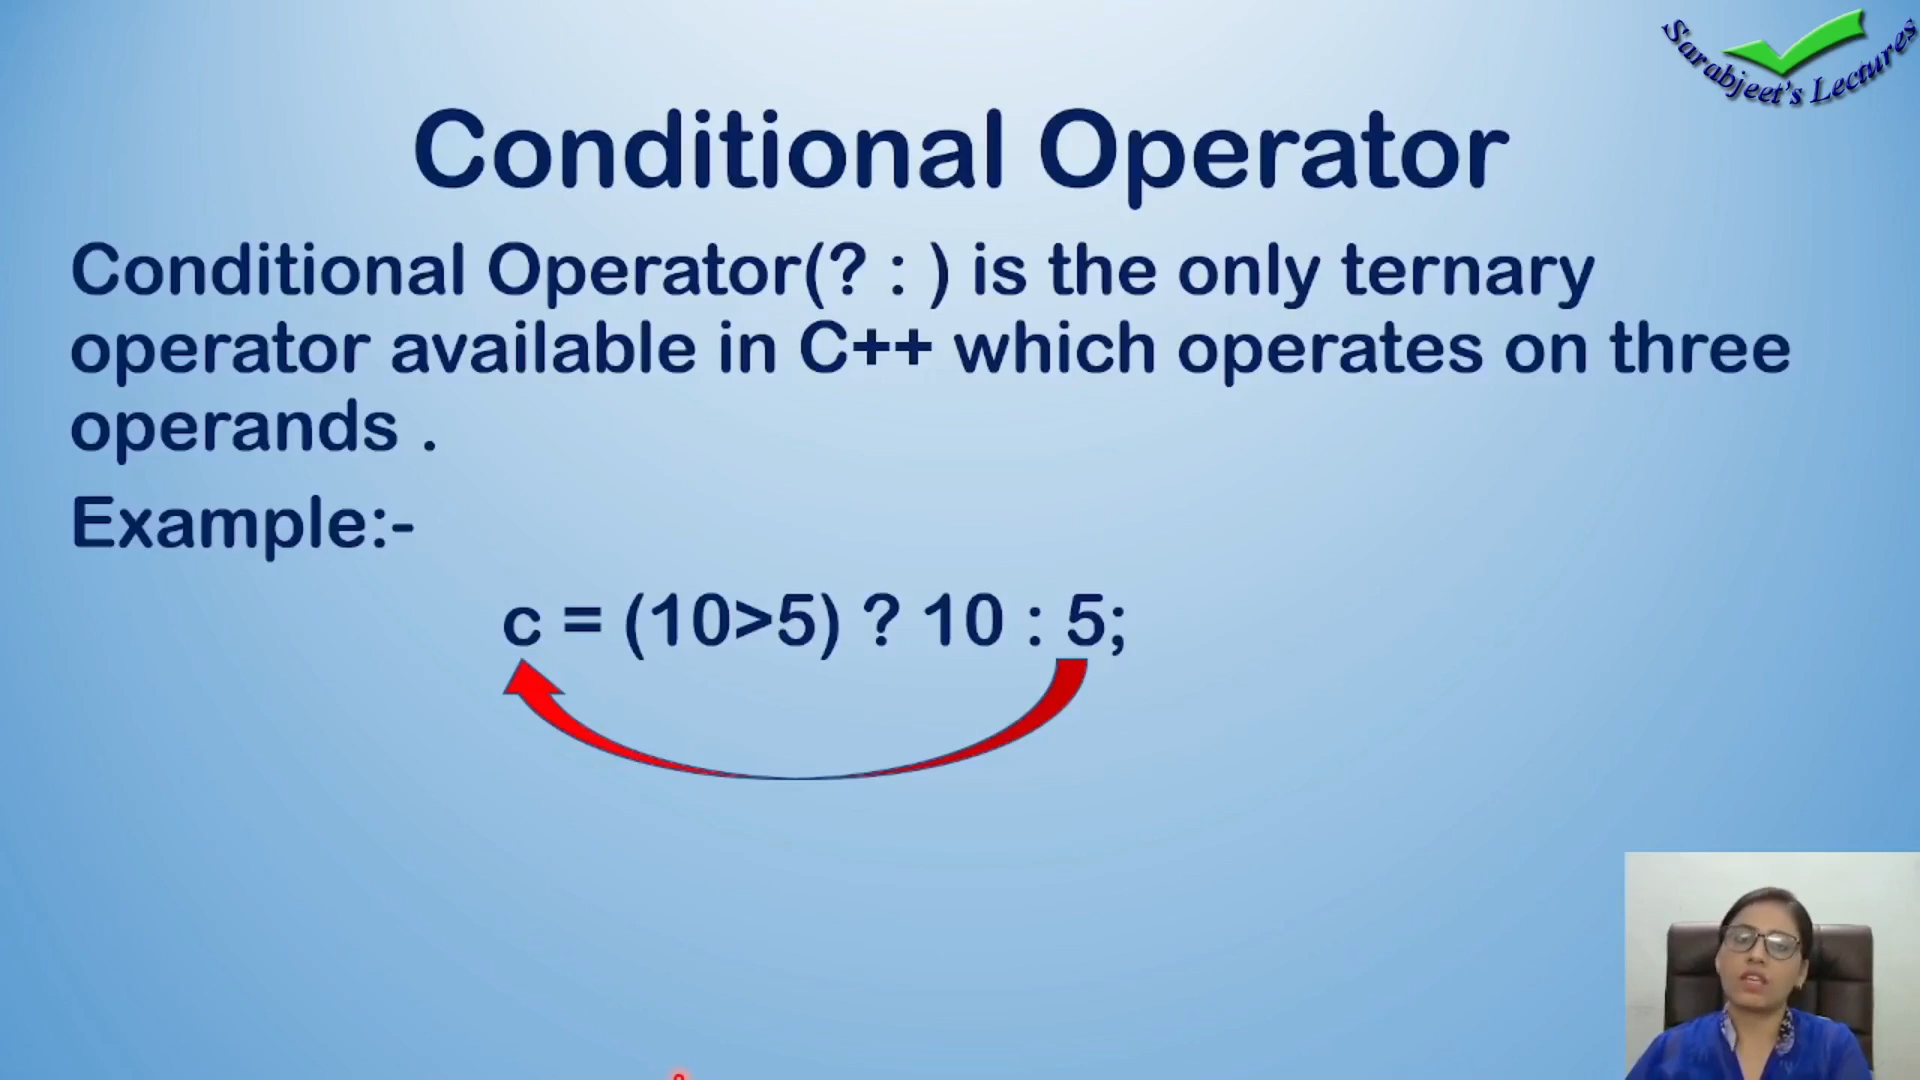 Sarabjeet's Lectures
Conditional Operator
Conditional Operator(? : ) is the only ternary
operator available in C++ which operates on three
operands .
Example:-
c = (10>5) ? 10 : 5;